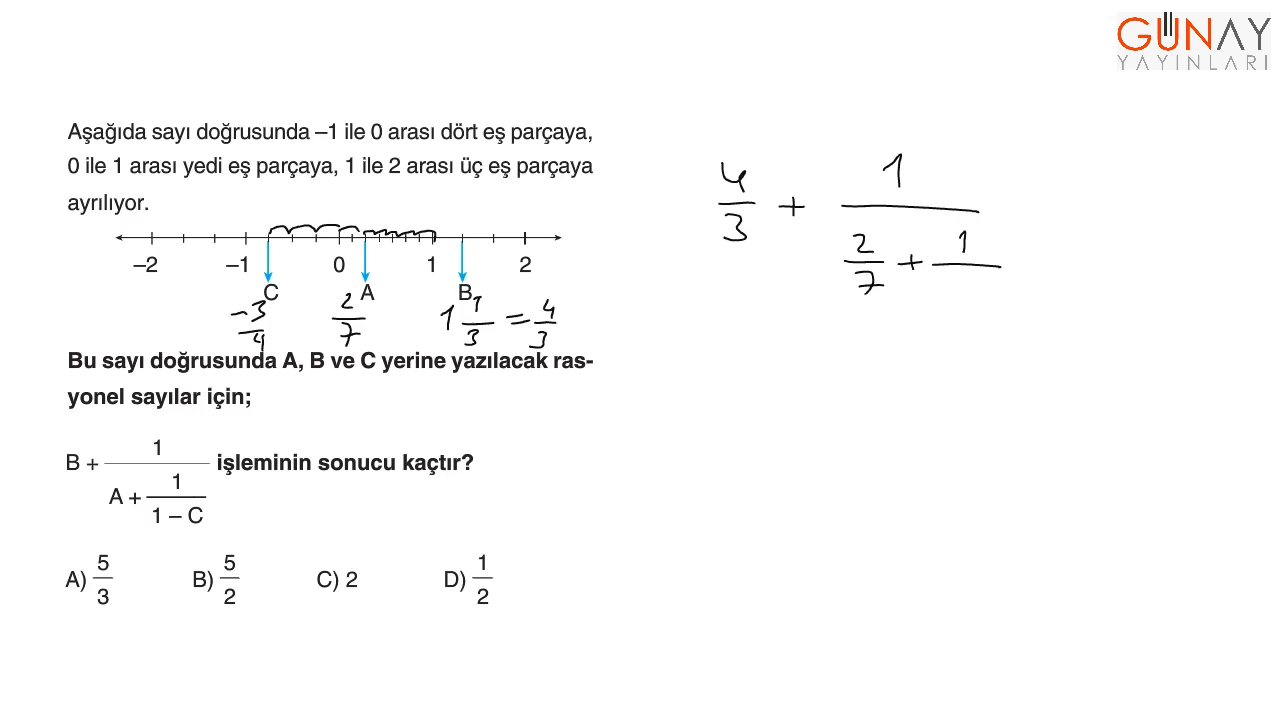 GÜNAY
YAYINLARI
Aşağıda sayı doğrusunda –1 ile 0 arası dört eş parçaya,
0 ile 1 arası yedi eş parçaya, 1 ile 2 arası üç eş parçaya
ayrılıyor.
–2 –1 0 1 2
C A B
-3/4 2/7 1 1/3 = 4/3
Bu sayı doğrusunda A, B ve C yerine yazılacak ras-
yonel sayılar için;
B + 1/(A + 1/(1 – C)) işleminin sonucu kaçtır?
A) 5/3 B) 5/2 C) 2 D) 1/2
4/3 + 1
2/7 + 1